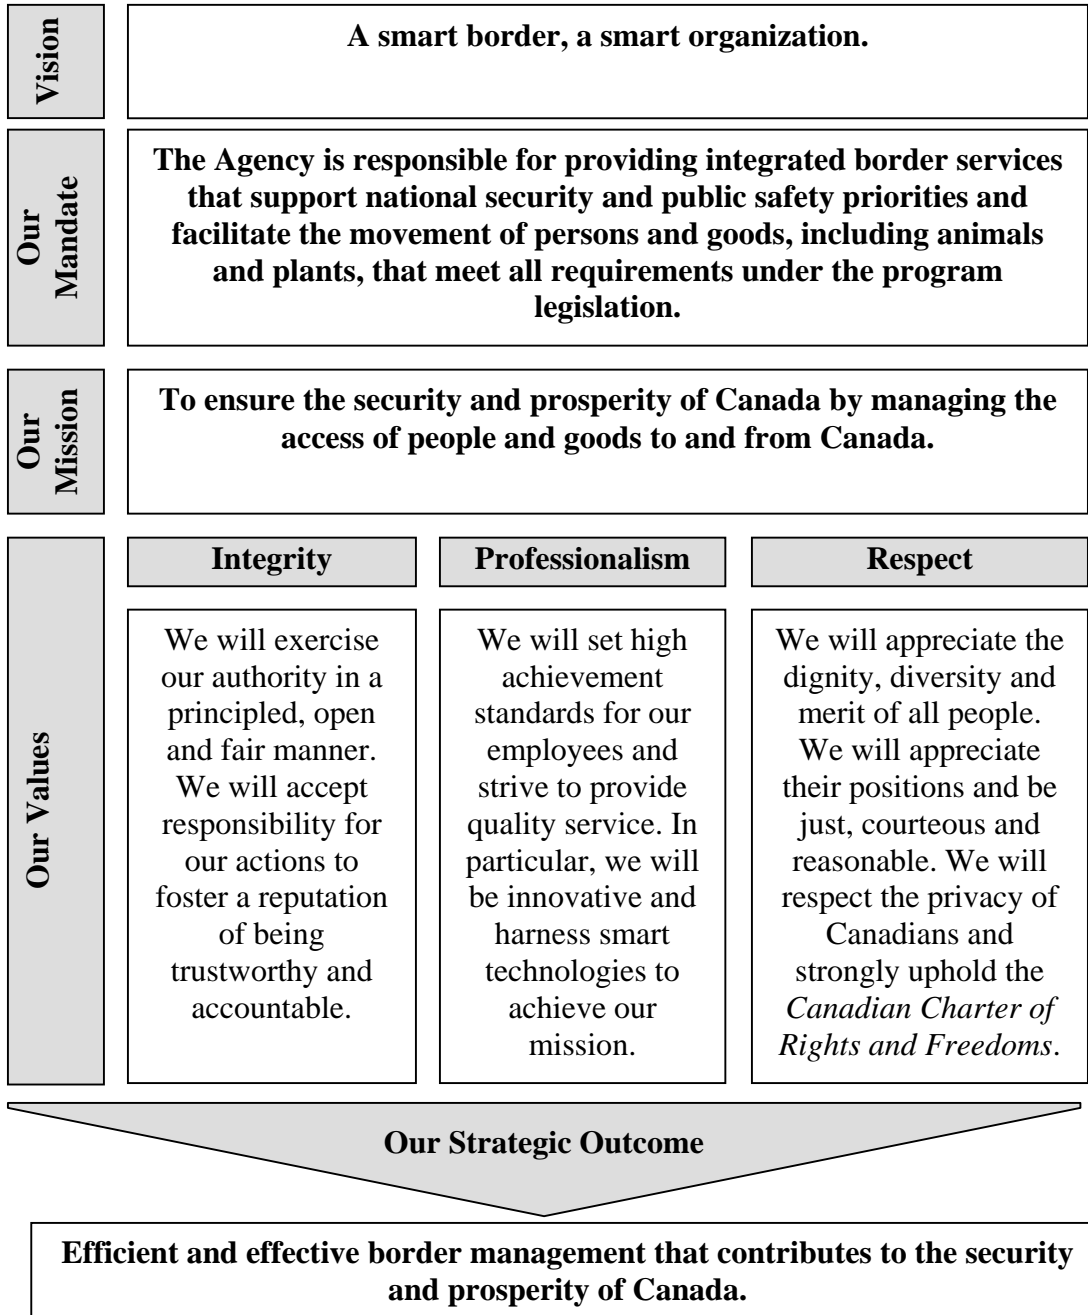 Vision
A smart border, a smart organization.
Our
Mandate
The Agency is responsible for providing integrated border services
that support national security and public safety priorities and
facilitate the movement of persons and goods, including animals
and plants, that meet all requirements under the program
legislation.
Our
Mission
To ensure the security and prosperity of Canada by managing the
access of people and goods to and from Canada.
Our Values
Integrity
We will exercise
our authority in a
principled, open
and fair manner.
We will accept
responsibility for
our actions to
foster a reputation
of being
trustworthy and
accountable.
Professionalism
We will set high
achievement
standards for our
employees and
strive to provide
quality service. In
particular, we will
be innovative and
harness smart
technologies to
achieve our
mission.
Respect
We will appreciate the
dignity, diversity and
merit of all people.
We will appreciate
their positions and be
just, courteous and
reasonable. We will
respect the privacy of
Canadians and
strongly uphold the
Canadian Charter of
Rights and Freedoms.
Our Strategic Outcome
Efficient and effective border management that contributes to the security
and prosperity of Canada.